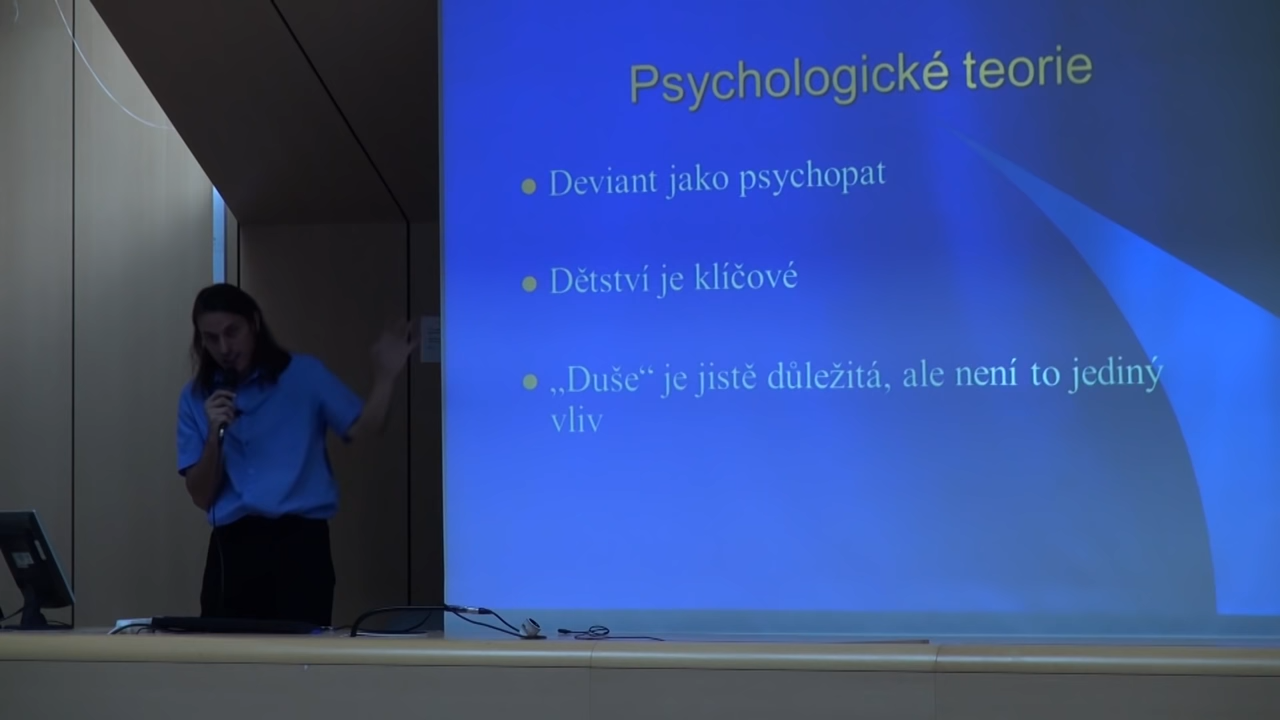 Psychologické teorie
Deviant jako psychopat
Dětství je klíčové
„Duše“ je jistě důležitá, ale není to jediný
vliv